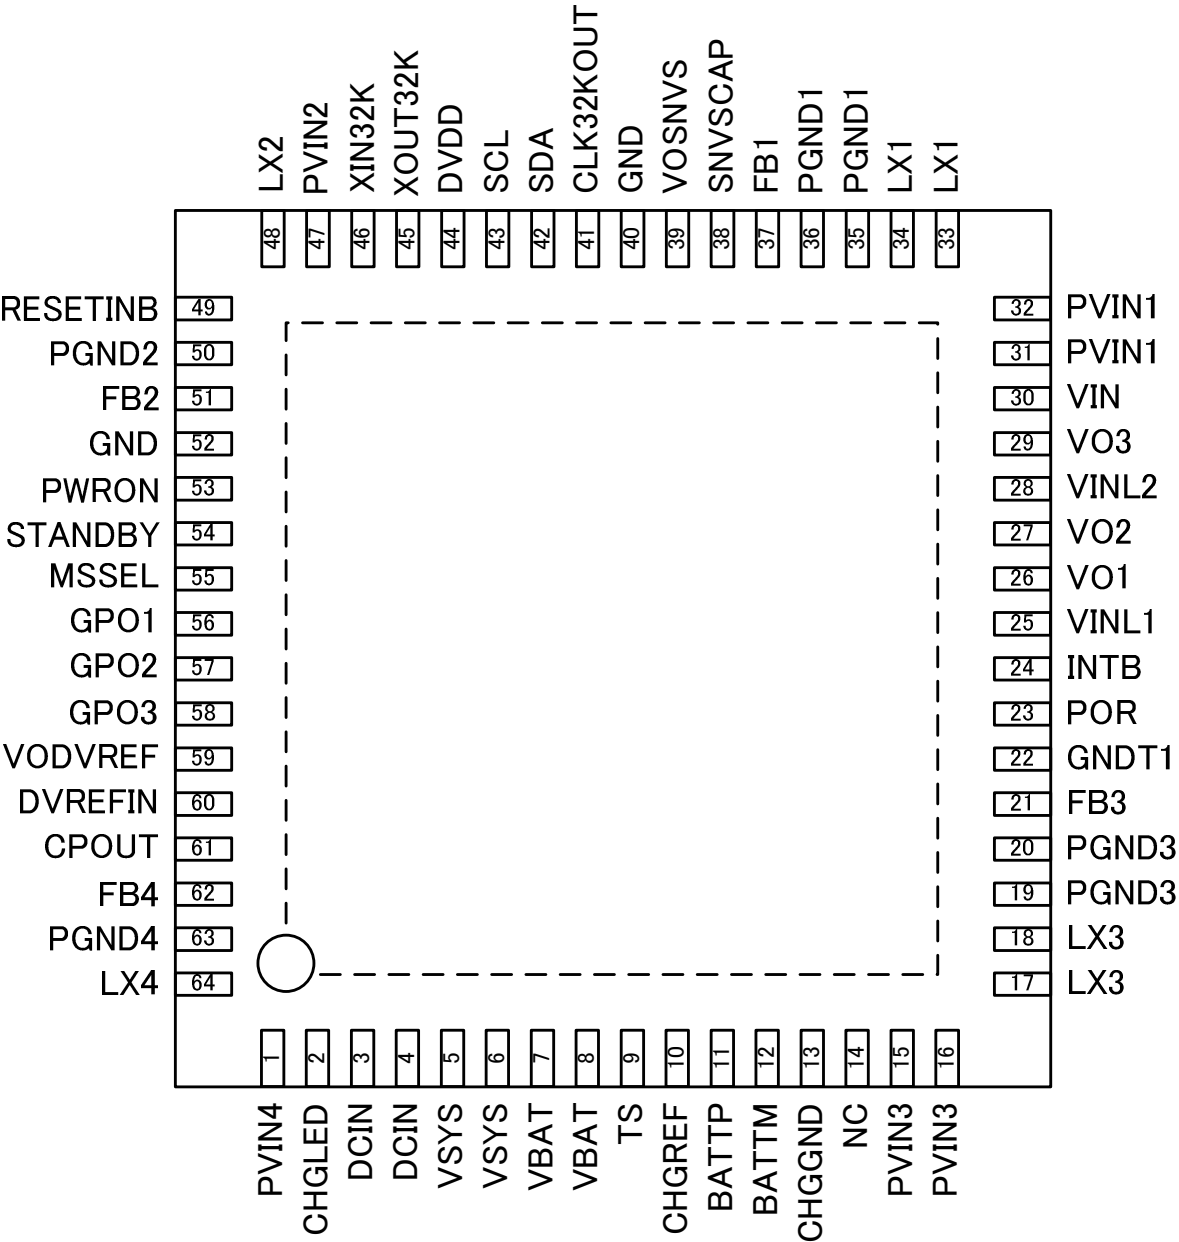 LX2
PVIN2
XIN32K
XOUT32K
DVDD
SCL
SDA
CLK32KOUT
GND
VOSNVS
SNVSCAP
FB1
PGND1
PGND1
LX1
LX1
48
47
46
45
44
43
42
41
40
39
38
37
36
35
34
33
RESETINB 49
PGND2 50
FB2 51
GND 52
PWRON 53
STANDBY 54
MSSEL 55
GPO1 56
GPO2 57
GPO3 58
VODVREF 59
DVREFIN 60
CPOUT 61
FB4 62
PGND4 63
LX4 64
32 PVIN1
31 PVIN1
30 VIN
29 VO3
28 VINL2
27 VO2
26 VO1
25 VINL1
24 INTB
23 POR
22 GNDT1
21 FB3
20 PGND3
19 PGND3
18 LX3
17 LX3
1
2
3
4
5
6
7
8
9
10
11
12
13
14
15
16
PVIN4
CHGLED
DCIN
DCIN
VSYS
VSYS
VBAT
VBAT
TS
CHGREF
BATTP
BATTM
CHGGND
NC
PVIN3
PVIN3